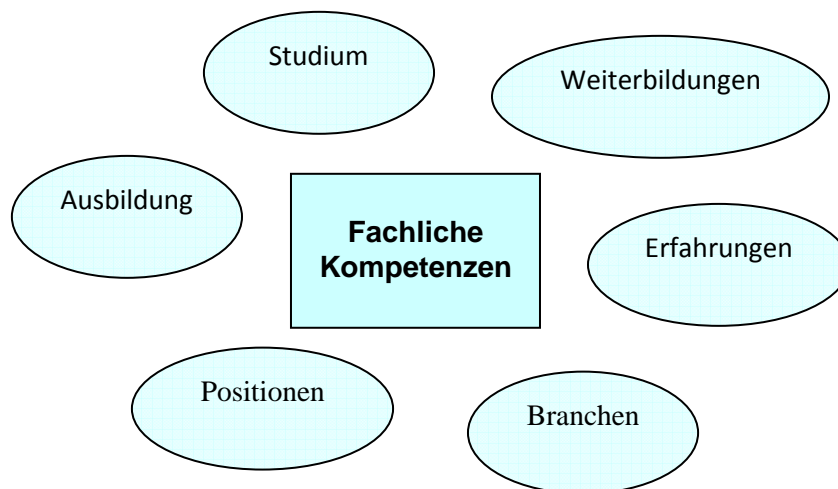 Studium
Weiterbildungen
Ausbildung
Fachliche
Kompetenzen
Erfahrungen
Positionen
Branchen